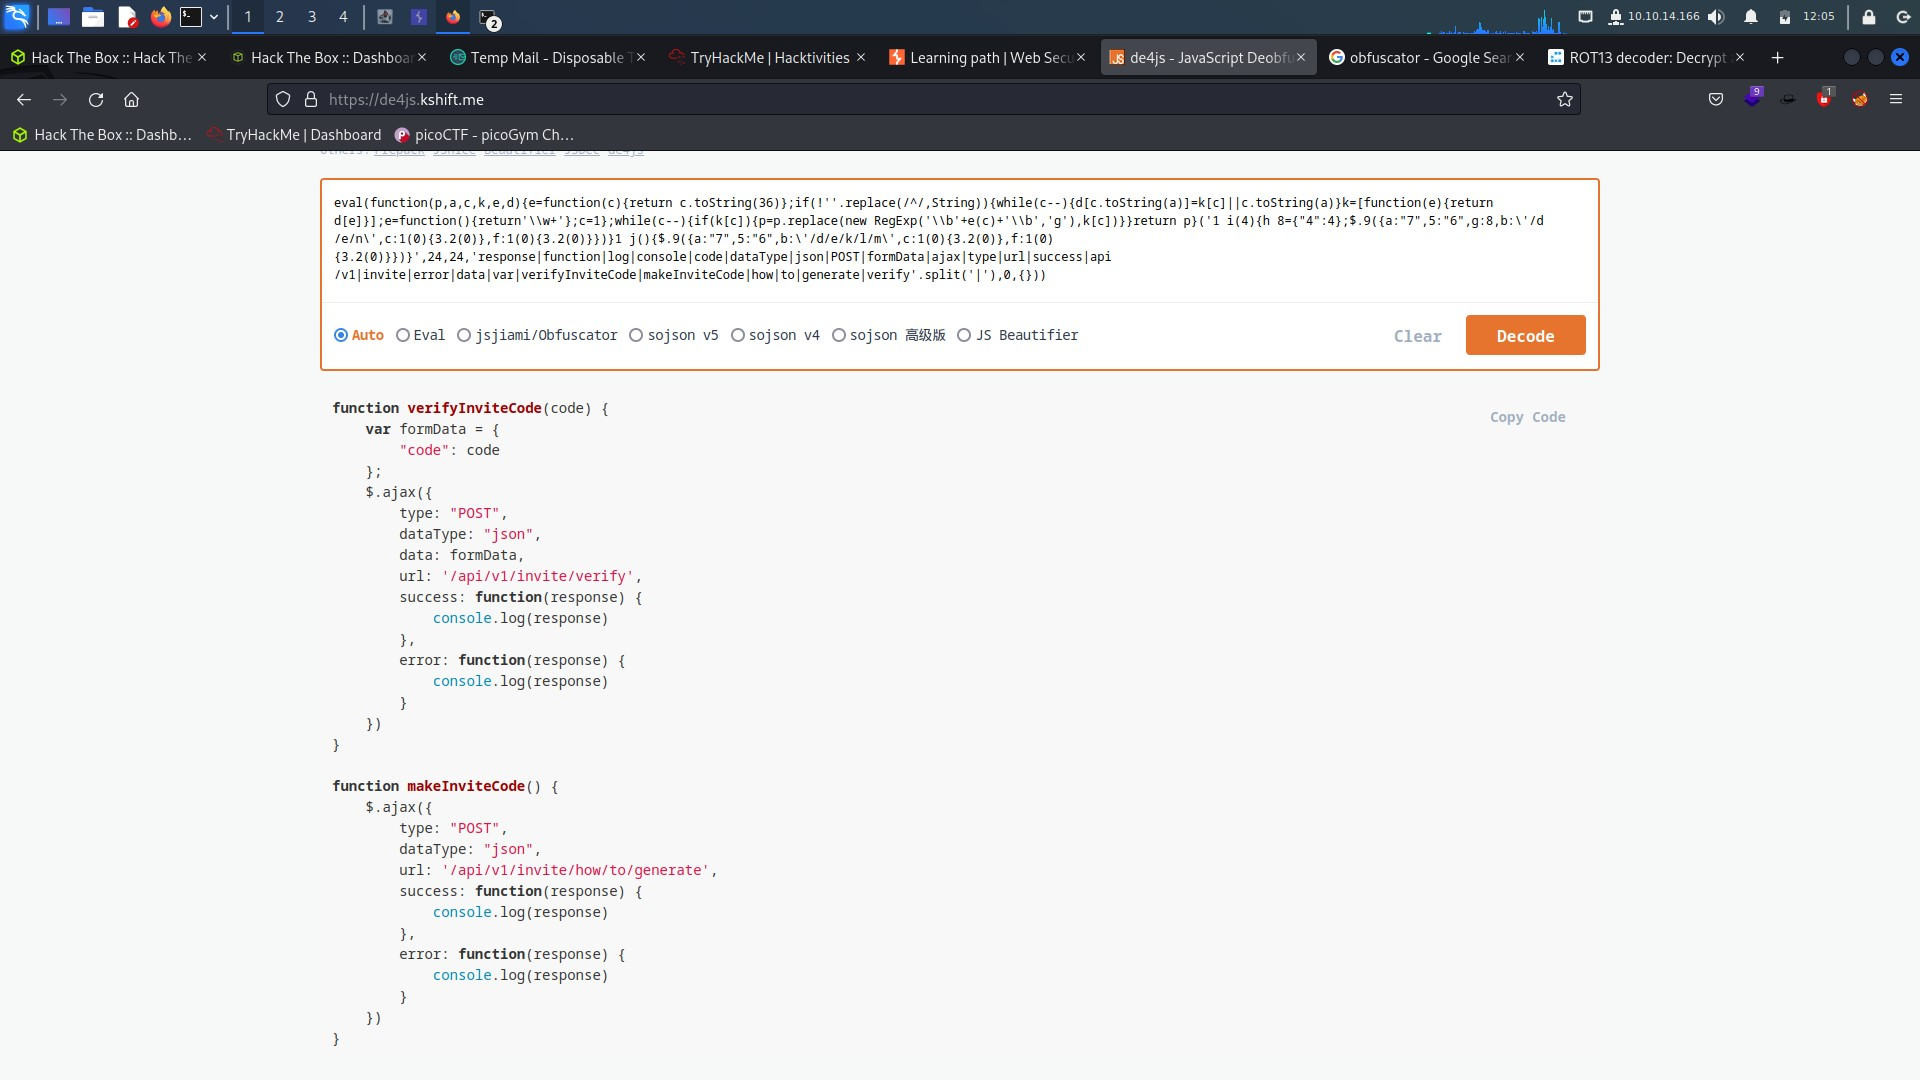 1 2 3 4 2 10.10.14.166 12:05
Hack The Box :: Hack The Hack The Box :: Dashboar Temp Mail - Disposable T TryHackMe | Hacktivities Learning path | Web Secu de4js - JavaScript Deobfu obfuscator - Google Sear ROT13 decoder: Decrypt
https://de4js.kshift.me 9 1
Hack The Box :: Dashb… TryHackMe | Dashboard picoCTF - picoGym Ch…
eval(function(p,a,c,k,e,d){e=function(c){return c.toString(36)};if(!''.replace(/^/,String)){while(c--){d[c.toString(a)]=k[c]||c.toString(a)}k=[function(e){return
d[e]}];e=function(){return'\\w+'};c=1};while(c--){if(k[c]){p=p.replace(new RegExp('\\b'+e(c)+'\\b','g'),k[c])}}return p}('1 i(4){h 8={"4":4};$.9({a:"7",5:"6",g:8,b:\'/d
/e/n\',c:1(0){3.2(0)},f:1(0){3.2(0)}})}1 j(){$.9({a:"7",5:"6",b:\'/d/e/k/l/m\',c:1(0){3.2(0)},f:1(0)
{3.2(0)}})}',24,24,'response|function|log|console|code|dataType|json|POST|formData|ajax|type|url|success|api
/v1|invite|error|data|var|verifyInviteCode|makeInviteCode|how|to|generate|verify'.split('|'),0,{}))
Auto Eval jsjiami/Obfuscator sojson v5 sojson v4 sojson 高级版 JS Beautifier Clear Decode
Copy Code
function verifyInviteCode(code) {
var formData = {
"code": code
};
$.ajax({
type: "POST",
dataType: "json",
data: formData,
url: '/api/v1/invite/verify',
success: function(response) {
console.log(response)
},
error: function(response) {
console.log(response)
}
})
}
function makeInviteCode() {
$.ajax({
type: "POST",
dataType: "json",
url: '/api/v1/invite/how/to/generate',
success: function(response) {
console.log(response)
},
error: function(response) {
console.log(response)
}
})
}